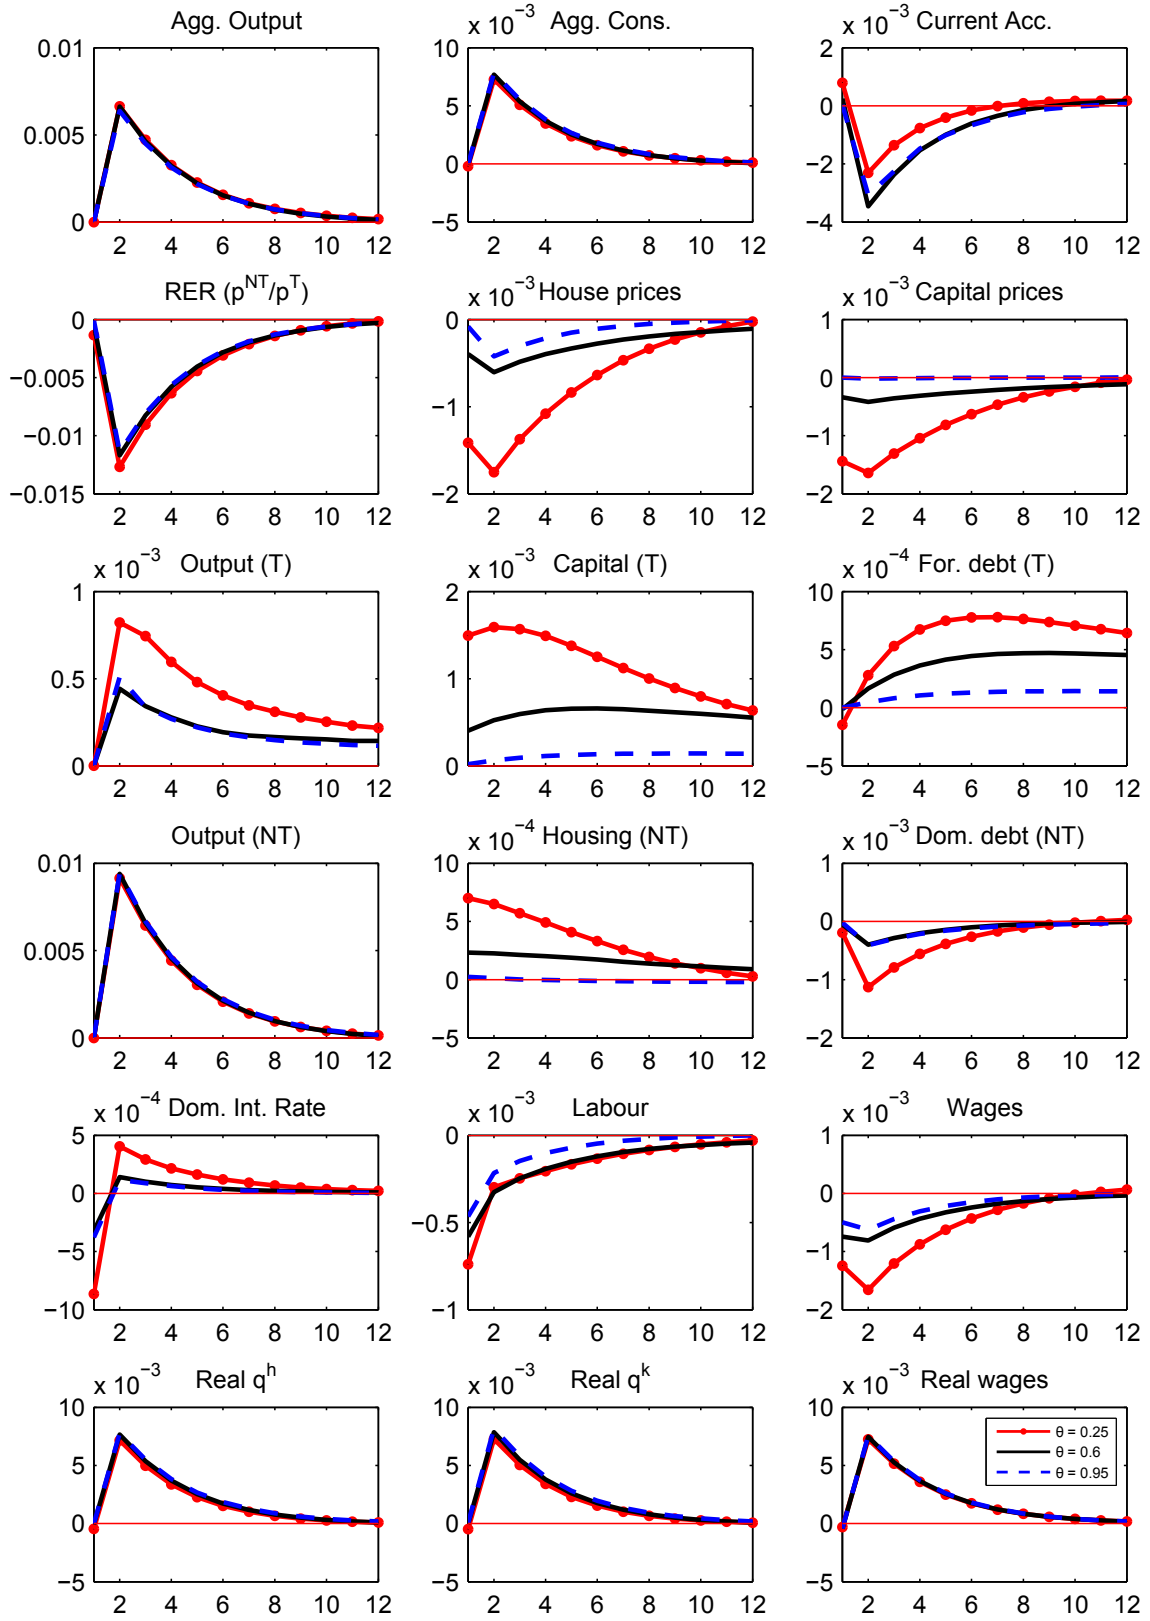 Agg. Output
0.01
0.005
0
2 4 6 8 10 12
x 10⁻³ Agg. Cons.
10
5
0
−5
2 4 6 8 10 12
x 10⁻³ Current Acc.
2
0
−2
−4
2 4 6 8 10 12
RER (p^NT/p^T)
0
−0.005
−0.01
−0.015
2 4 6 8 10 12
x 10⁻³ House prices
0
−1
−2
2 4 6 8 10 12
x 10⁻³ Capital prices
1
0
−1
−2
2 4 6 8 10 12
x 10⁻³ Output (T)
1
0.5
0
2 4 6 8 10 12
x 10⁻³ Capital (T)
2
1
0
2 4 6 8 10 12
x 10⁻⁴ For. debt (T)
10
5
0
−5
2 4 6 8 10 12
Output (NT)
0.01
0.005
0
2 4 6 8 10 12
x 10⁻⁴ Housing (NT)
10
5
0
−5
2 4 6 8 10 12
x 10⁻³ Dom. debt (NT)
1
0
−1
−2
2 4 6 8 10 12
x 10⁻⁴ Dom. Int. Rate
5
0
−5
−10
2 4 6 8 10 12
x 10⁻³ Labour
0
−0.5
−1
2 4 6 8 10 12
x 10⁻³ Wages
1
0
−1
−2
2 4 6 8 10 12
x 10⁻³ Real q^h
10
5
0
−5
2 4 6 8 10 12
x 10⁻³ Real q^k
10
5
0
−5
2 4 6 8 10 12
x 10⁻³ Real wages
10
5
0
−5
2 4 6 8 10 12
θ = 0.25
θ = 0.6
θ = 0.95